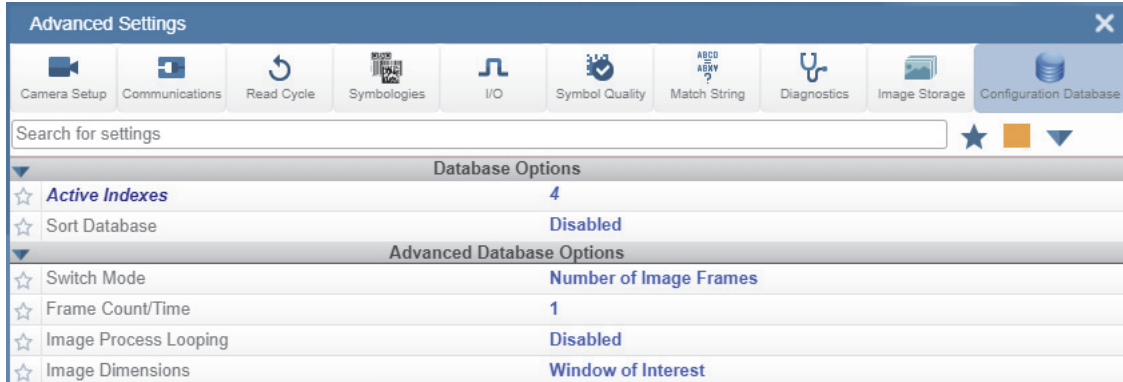 Advanced Settings
Camera Setup Communications Read Cycle Symbologies I/O Symbol Quality Match String Diagnostics Image Storage Configuration Database
Search for settings
Database Options
Active Indexes 4
Sort Database Disabled
Advanced Database Options
Switch Mode Number of Image Frames
Frame Count/Time 1
Image Process Looping Disabled
Image Dimensions Window of Interest